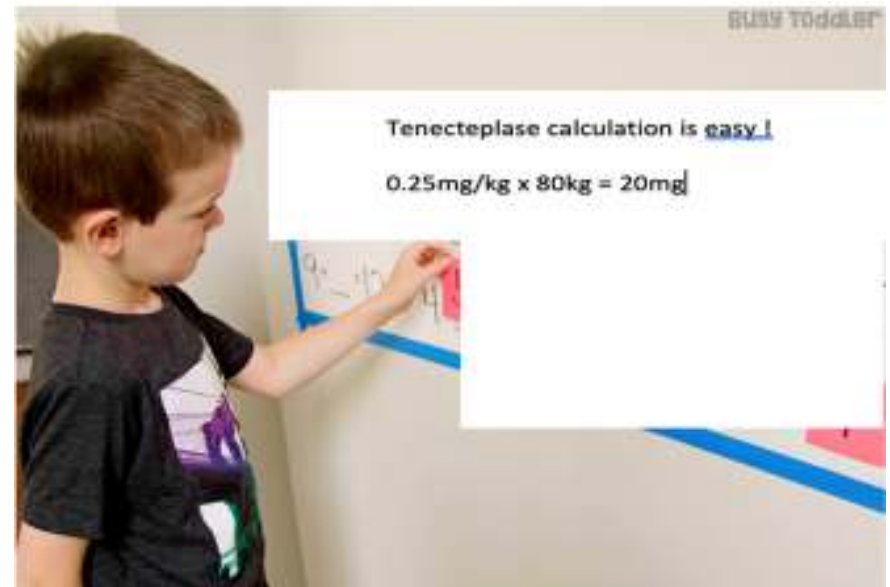 BUSY TODDLER
Tenecteplase calculation is easy !
0.25mg/kg x 80kg = 20mg